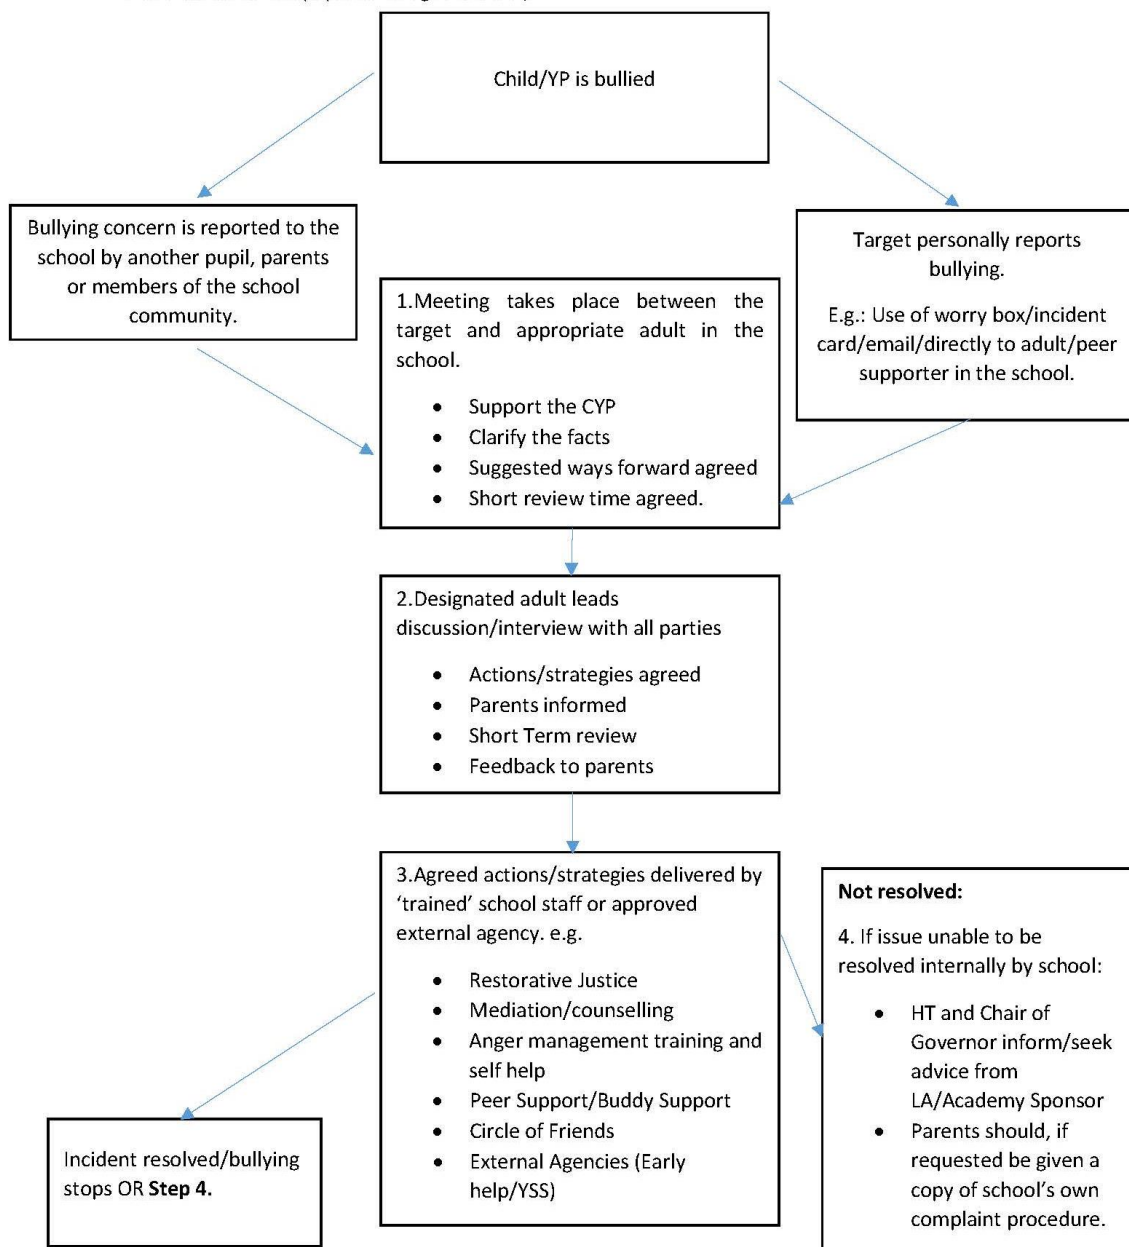 Child/YP is bullied
Bullying concern is reported to the
school by another pupil, parents
or members of the school
community.
Target personally reports
bullying.
E.g.: Use of worry box/incident
card/email/directly to adult/peer
supporter in the school.
1.Meeting takes place between the
target and appropriate adult in the
school.
• Support the CYP
• Clarify the facts
• Suggested ways forward agreed
• Short review time agreed.
2.Designated adult leads
discussion/interview with all parties
• Actions/strategies agreed
• Parents informed
• Short Term review
• Feedback to parents
3.Agreed actions/strategies delivered by
‘trained’ school staff or approved
external agency. e.g.
• Restorative Justice
• Mediation/counselling
• Anger management training and
self help
• Peer Support/Buddy Support
• Circle of Friends
• External Agencies (Early
help/YSS)
Not resolved:
4. If issue unable to be
resolved internally by school:
• HT and Chair of
Governor inform/seek
advice from
LA/Academy Sponsor
• Parents should, if
requested be given a
copy of school’s own
complaint procedure.
Incident resolved/bullying
stops OR Step 4.